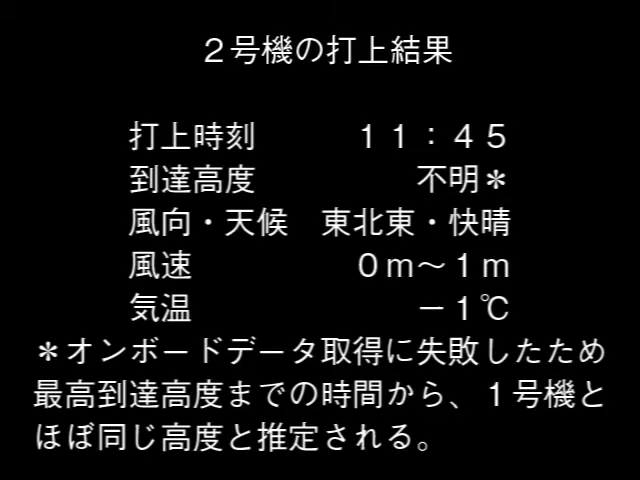 ２号機の打上結果
打上時刻　１１：４５
到達高度　不明＊
風向・天候　東北東・快晴
風速　０ｍ～１ｍ
気温　－１℃
＊オンボードデータ取得に失敗したため
最高到達高度までの時間から、１号機と
ほぼ同じ高度と推定される。